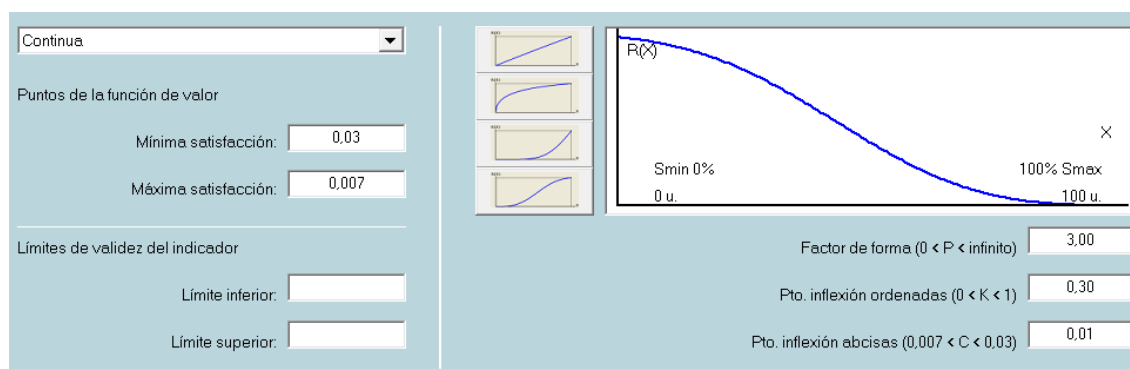 Continua
Puntos de la función de valor
Mínima satisfacción: 0,03
Máxima satisfacción: 0,007
Límites de validez del indicador
Límite inferior:
Límite superior:
R(X)
X
Smin 0% 100% Smax
0 u. 100 u.
Factor de forma (0 < P < infinito) 3,00
Pto. inflexión ordenadas (0 < K < 1) 0,30
Pto. inflexión abcisas (0,007 < C < 0,03) 0,01